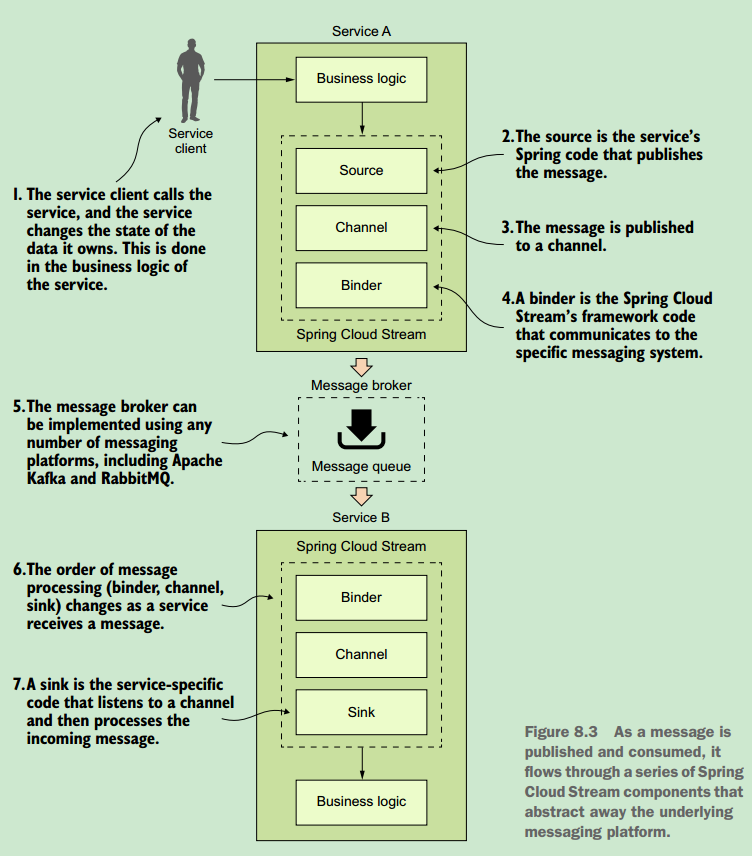 Service A
Business logic
Service
client
1. The service client calls the
service, and the service
changes the state of the
data it owns. This is done
in the business logic of
the service.
Source
2.The source is the service's
Spring code that publishes
the message.
Channel
3.The message is published
to a channel.
Binder
4.A binder is the Spring Cloud
Stream's framework code
that communicates to the
specific messaging system.
Spring Cloud Stream
Message broker
5.The message broker can
be implemented using any
number of messaging
platforms, including Apache
Kafka and RabbitMQ.
Message queue
Service B
Spring Cloud Stream
6.The order of message
processing (binder, channel,
sink) changes as a service
receives a message.
Binder
Channel
7.A sink is the service-specific
code that listens to a channel
and then processes the
incoming message.
Sink
Business logic
Figure 8.3 As a message is
published and consumed, it
flows through a series of Spring
Cloud Stream components that
abstract away the underlying
messaging platform.